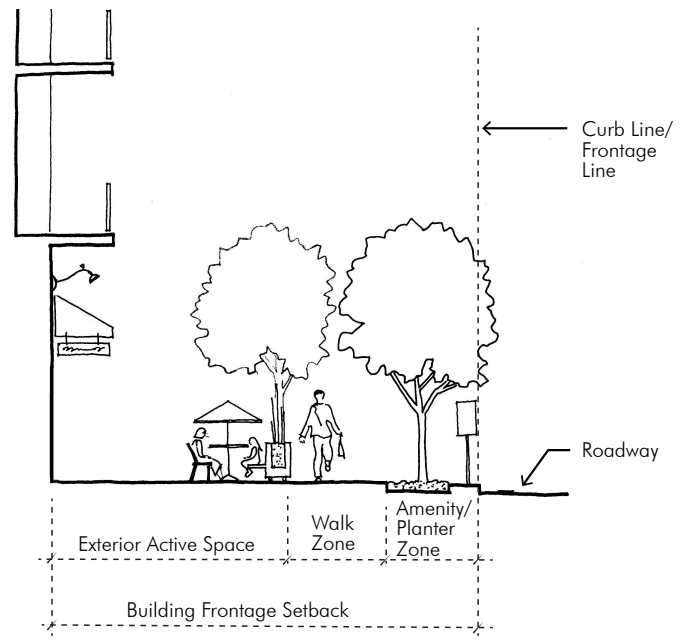 Curb Line/
Frontage
Line
Roadway
Exterior Active Space
Walk
Zone
Amenity/
Planter
Zone
Building Frontage Setback